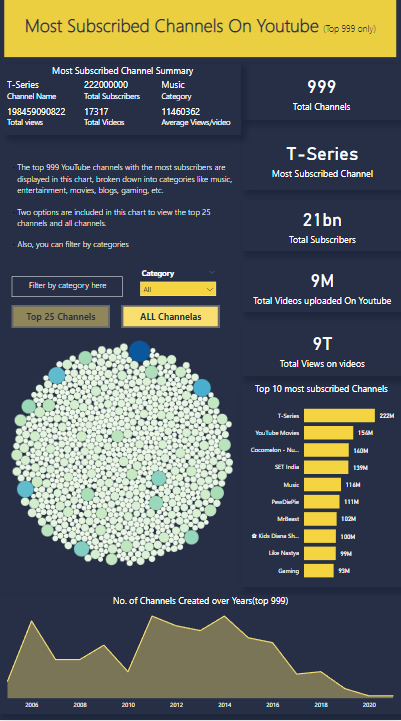 Most Subscribed Channels On Youtube (Top 999 only)
Most Subscribed Channel Summary
T-Series 222000000 Music
Channel Name Total Subscribers Category
198459090822 17317 11460362
Total views Total Videos Average Views/video
999
Total Channels
T-Series
Most Subscribed Channel
21bn
Total Subscribers
9M
Total Videos uploaded On Youtube
9T
Total Views on videos
The top 999 YouTube channels with the most subscribers are
displayed in this chart, broken down into categories like music,
entertainment, movies, blogs, gaming, etc.
Two options are included in this chart to view the top 25
channels and all channels.
Also, you can filter by categories
Filter by category here
Category
All
Top 25 Channels
ALL Channelas
Top 10 most subscribed Channels
T-Series 222M
YouTube Movies 156M
Cocomelon - Nu... 140M
SET India 139M
Music 116M
PewDiePie 111M
MrBeast 102M
✿ Kids Diana Sh... 100M
Like Nastya 99M
Gaming 93M
No. of Channels Created over Years(top 999)
2006 2008 2010 2012 2014 2016 2018 2020